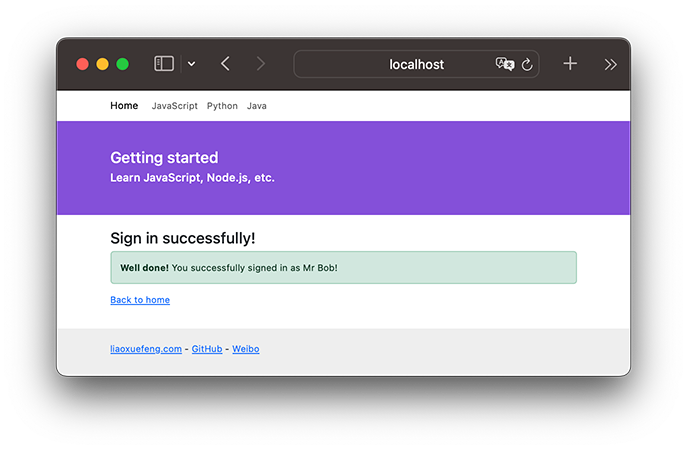 localhost
Home JavaScript Python Java
Getting started
Learn JavaScript, Node.js, etc.
Sign in successfully!
Well done! You successfully signed in as Mr Bob!
Back to home
liaoxuefeng.com - GitHub - Weibo